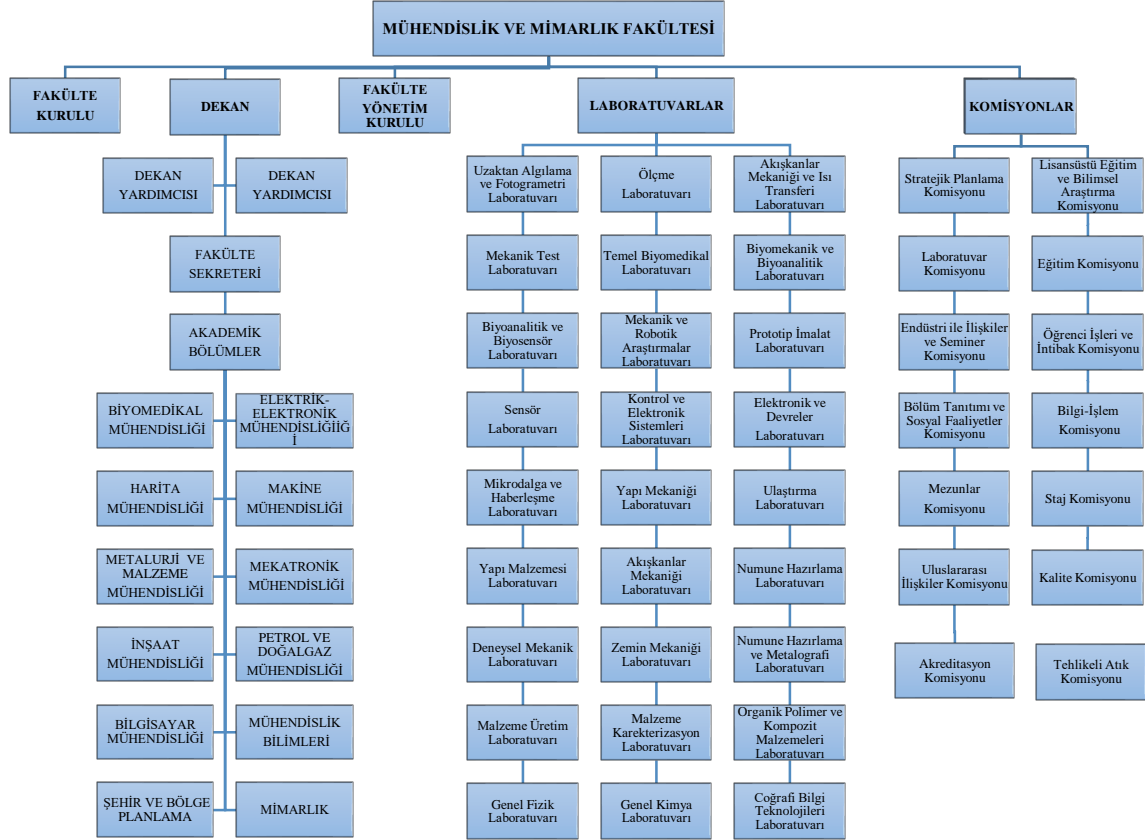 MÜHENDİSLİK VE MİMARLIK FAKÜLTESİ
FAKÜLTE
KURULU
DEKAN
FAKÜLTE
YÖNETİM
KURULU
LABORATUVARLAR
KOMİSYONLAR
DEKAN
YARDIMCISI
DEKAN
YARDIMCISI
FAKÜLTE
SEKRETERİ
AKADEMİK
BÖLÜMLER
BİYOMEDİKAL
MÜHENDİSLİĞİ
ELEKTRİK-
ELEKTRONİK
MÜHENDİSLİĞİİĞ
İ
HARİTA
MÜHENDİSLİĞİ
MAKİNE
MÜHENDİSLİĞİ
METALURJİ VE
MALZEME
MÜHENDİSLİĞİ
MEKATRONİK
MÜHENDİSLİĞİ
İNŞAAT
MÜHENDİSLİĞİ
PETROL VE
DOĞALGAZ
MÜHENDİSLİĞİ
BİLGİSAYAR
MÜHENDİSLİĞİ
MÜHENDİSLİK
BİLİMLERİ
ŞEHİR VE BÖLGE
PLANLAMA
MİMARLIK
Uzaktan Algılama
ve Fotogrametri
Laboratuvarı
Ölçme
Laboratuvarı
Akışkanlar
Mekaniği ve Isı
Transferi
Laboratuvarı
Mekanik Test
Laboratuvarı
Temel Biyomedikal
Laboratuvarı
Biyomekanik ve
Biyoanalitik
Laboratuvarı
Biyoanalitik ve
Biyosensör
Laboratuvarı
Mekanik ve
Robotik
Araştırmalar
Laboratuvarı
Prototip İmalat
Laboratuvarı
Sensör
Laboratuvarı
Kontrol ve
Elektronik
Sistemleri
Laboratuvarı
Elektronik ve
Devreler
Laboratuvarı
Mikrodalga ve
Haberleşme
Laboratuvarı
Yapı Mekaniği
Laboratuvarı
Ulaştırma
Laboratuvarı
Yapı Malzemesi
Laboratuvarı
Akışkanlar
Mekaniği
Laboratuvarı
Numune Hazırlama
Laboratuvarı
Deneysel Mekanik
Laboratuvarı
Zemin Mekaniği
Laboratuvarı
Numune Hazırlama
ve Metalografi
Laboratuvarı
Malzeme Üretim
Laboratuvarı
Malzeme
Karekterizasyon
Laboratuvarı
Organik Polimer ve
Kompozit
Malzemeleri
Laboratuvarı
Genel Fizik
Laboratuvarı
Genel Kimya
Laboratuvarı
Coğrafi Bilgi
Teknolojileri
Laboratuvarı
Stratejik Planlama
Komisyonu
Lisansüstü Eğitim
ve Bilimsel
Araştırma
Komisyonu
Laboratuvar
Komisyonu
Eğitim Komisyonu
Endüstri ile İlişkiler
ve Seminer
Komisyonu
Öğrenci İşleri ve
İntibak Komisyonu
Bölüm Tanıtımı ve
Sosyal Faaliyetler
Komisyonu
Bilgi-İşlem
Komisyonu
Mezunlar
Komisyonu
Staj Komisyonu
Uluslararası
İlişkiler Komisyonu
Kalite Komisyonu
Akreditasyon
Komisyonu
Tehlikeli Atık
Komisyonu